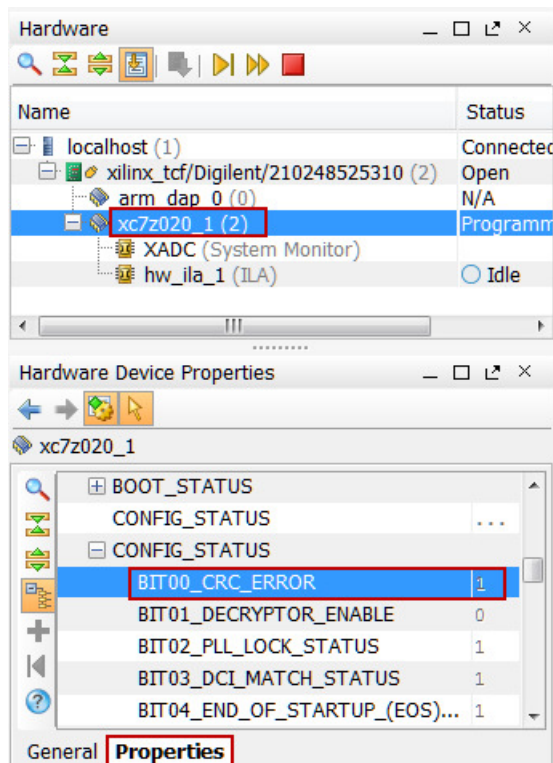 Hardware
Name Status
localhost (1) Connected
xilinx_tcf/Digilent/210248525310 (2) Open
arm_dap_0 (0) N/A
xc7z020_1 (2) Programm
XADC (System Monitor)
hw_ila_1 (ILA) Idle
Hardware Device Properties
xc7z020_1
BOOT_STATUS
CONFIG_STATUS ...
CONFIG_STATUS
BIT00_CRC_ERROR 1
BIT01_DECRYPTOR_ENABLE 0
BIT02_PLL_LOCK_STATUS 1
BIT03_DCI_MATCH_STATUS 1
BIT04_END_OF_STARTUP_(EOS)... 1
General Properties